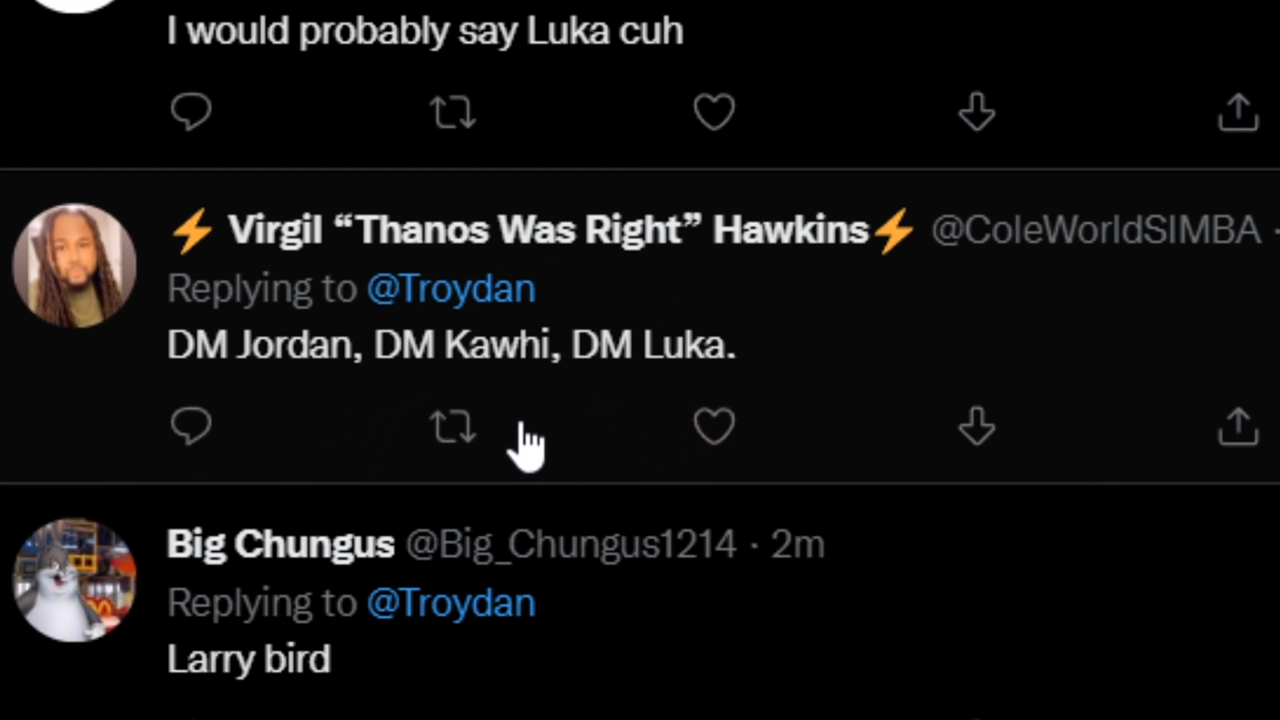 I would probably say Luka cuh
⚡ Virgil “Thanos Was Right” Hawkins⚡ @ColeWorldSIMBA ·
Replying to @Troydan
DM Jordan, DM Kawhi, DM Luka.
Big Chungus @Big_Chungus1214 · 2m
Replying to @Troydan
Larry bird